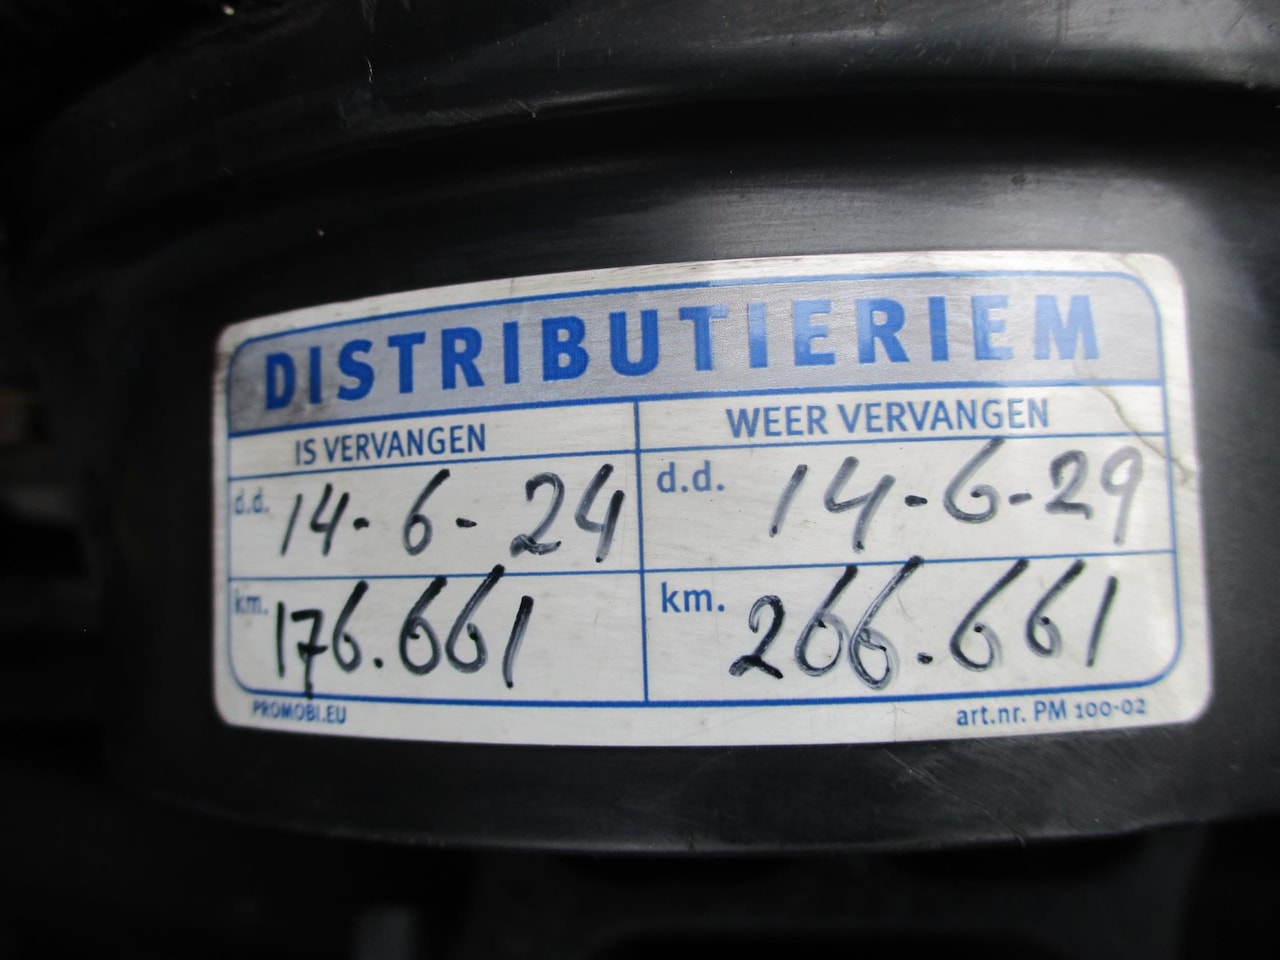 DISTRIBUTIERIEM
IS VERVANGEN WEER VERVANGEN
d.d. 14-6-24 d.d. 14-6-29
km. 176.661 km. 266.661
PROMOBI.EU art.nr. PM 100-02